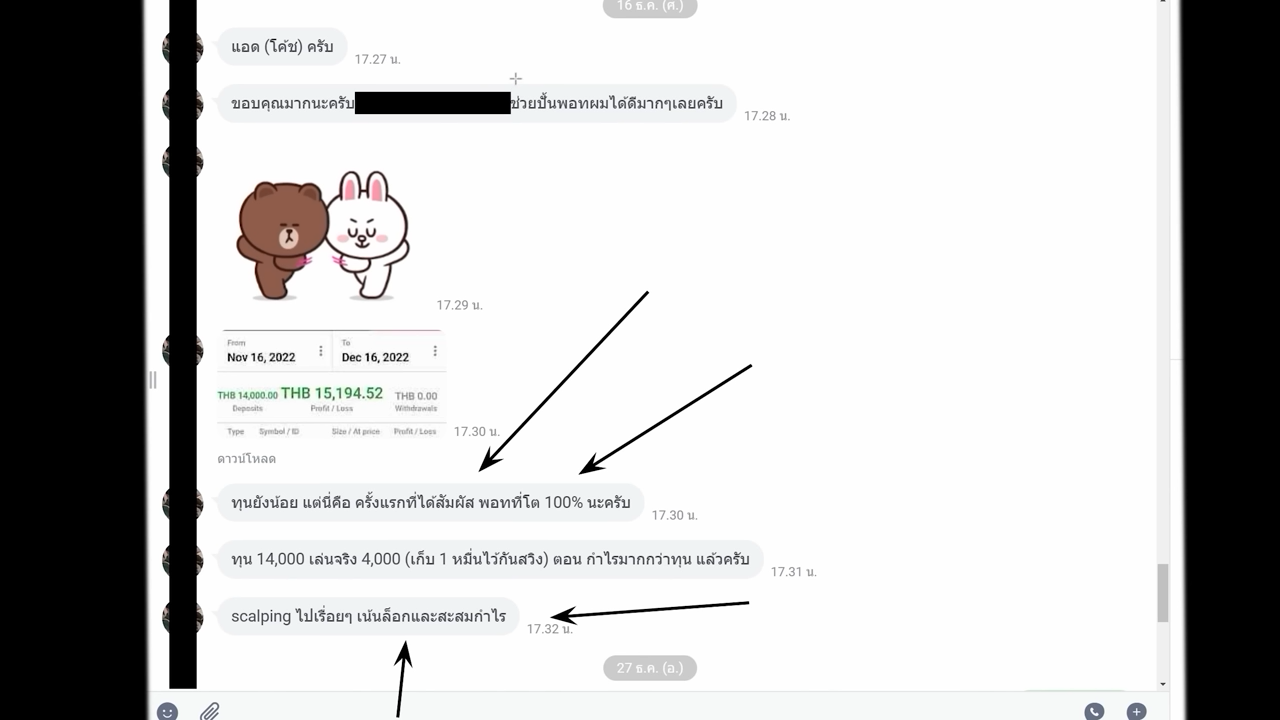 16 ธ.ค. (ศ.)
แอด (โค้ช) ครับ
17.27 น.
ขอบคุณมากนะครับ ช่วยปั้นพอทผมได้ดีมากๆเลยครับ
17.28 น.
17.29 น.
From To
Nov 16, 2022 Dec 16, 2022
THB 14,000.00 THB 15,194.52 THB 0.00
Deposits Profit / Loss Withdrawals
Type Symbol / ID Size / At price Profit / Loss
17.30 น.
ดาวน์โหลด
ทุนยังน้อย แต่นี่คือ ครั้งแรกที่ได้สัมผัส พอทที่โต 100% นะครับ
17.30 น.
ทุน 14,000 เล่นจริง 4,000 (เก็บ 1 หมื่นไว้กันสวิง) ตอน กำไรมากกว่าทุน แล้วครับ
17.31 น.
scalping ไปเรื่อยๆ เน้นล็อกและสะสมกำไร
17.32 น.
27 ธ.ค. (อ.)